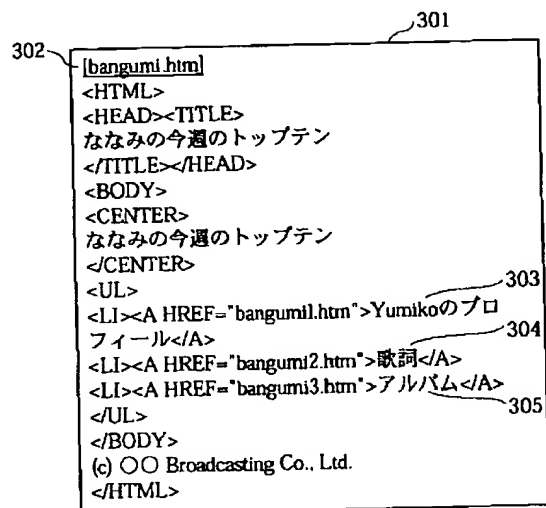 301
302
[bangumi.htm]
<HTML>
<HEAD><TITLE>
ななみの今週のトップテン
</TITLE></HEAD>
<BODY>
<CENTER>
ななみの今週のトップテン
</CENTER>
<UL>
303
<LI><A HREF="bangumi1.htm">Yumikoのプロ
フィール</A>
304
<LI><A HREF="bangumi2.htm">歌詞</A>
<LI><A HREF="bangumi3.htm">アルバム</A>
305
</UL>
</BODY>
(c) 〇〇 Broadcasting Co., Ltd.
</HTML>